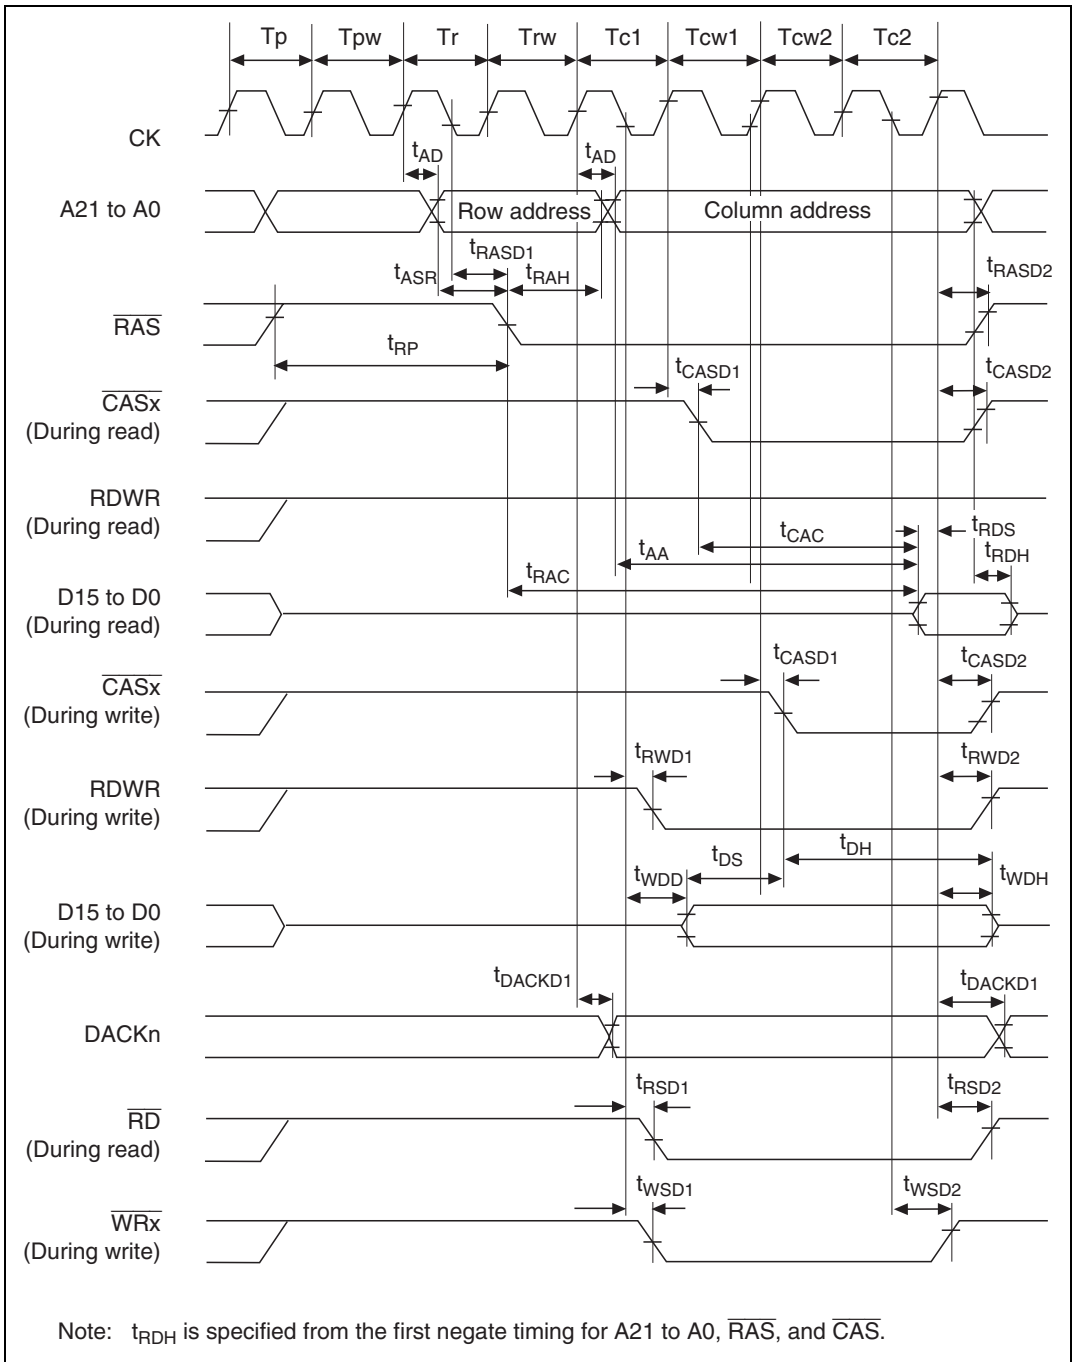 Tp Tpw Tr Trw Tc1 Tcw1 Tcw2 Tc2
CK
tAD tAD
A21 to A0 Row address Column address
tRASD1
tASR tRAH tRASD2
RAS
tRP
tCASD1 tCASD2
CASx
(During read)
RDWR
(During read)
tRDS
tCAC
tAA tRDH
tRAC
D15 to D0
(During read)
tCASD1 tCASD2
CASx
(During write)
tRWD1 tRWD2
RDWR
(During write)
tDS tDH
tWDD tWDH
D15 to D0
(During write)
tDACKD1 tDACKD1
DACKn
tRSD1 tRSD2
RD
(During read)
tWSD1 tWSD2
WRx
(During write)
Note: tRDH is specified from the first negate timing for A21 to A0, RAS, and CAS.